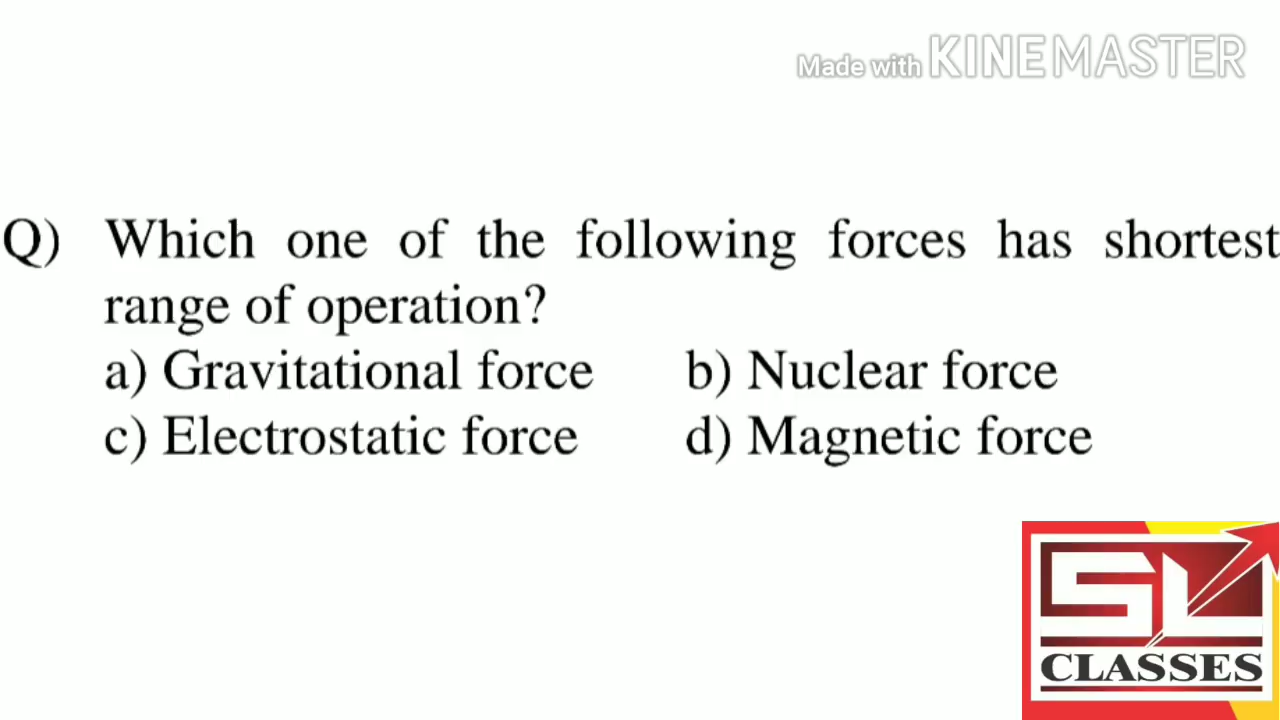 Made with KINEMASTER
Q) Which one of the following forces has shortest
range of operation?
a) Gravitational force b) Nuclear force
c) Electrostatic force d) Magnetic force
SL
CLASSES